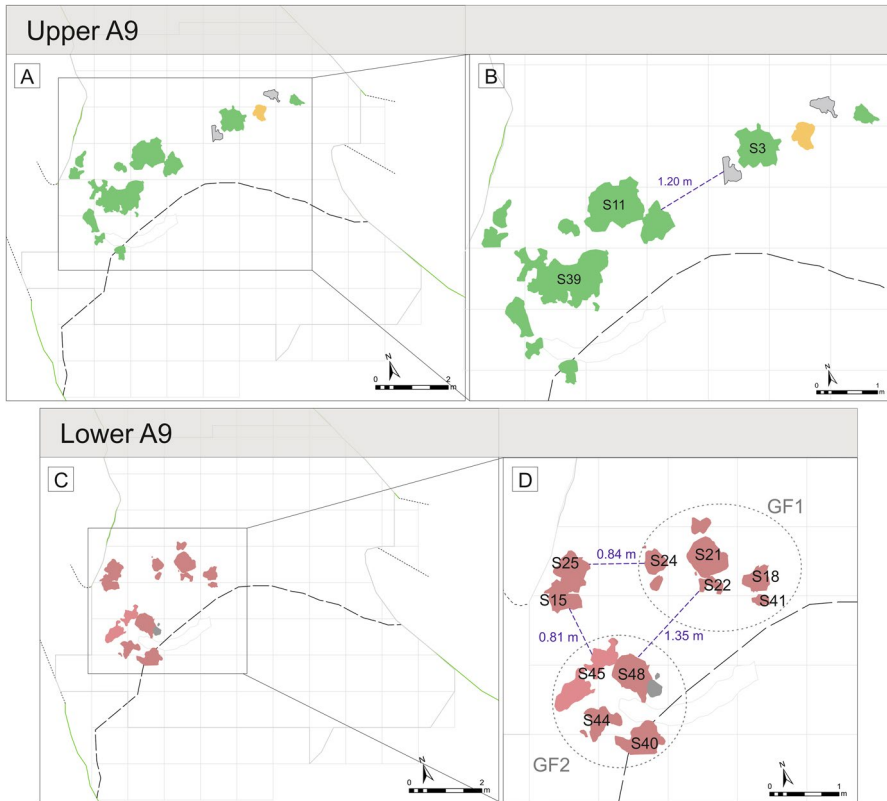 Upper A9
A
N
0
2
m
B
S3
1.20 m
S11
S39
N
0
1
m
Lower A9
C
N
0
2
m
D
GF1
S21
0.84 m
S25
S24
S18
S22
S15
S41
0.81 m
1.35 m
S45
S48
S44
S40
GF2
N
0
1
m